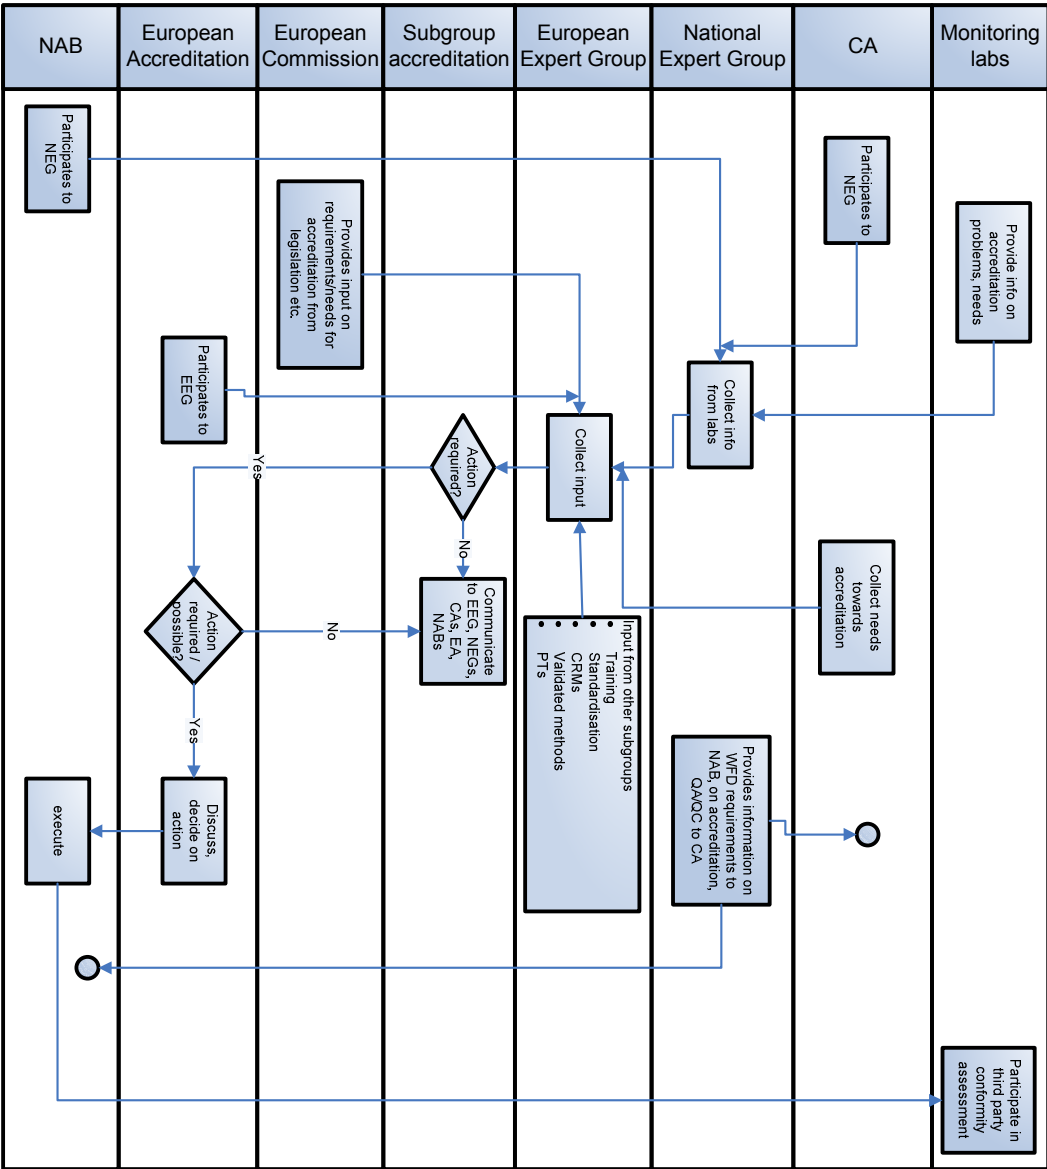 NAB
European
Accreditation
European
Commission
Subgroup
accreditation
European
Expert Group
National
Expert Group
CA
Monitoring
labs
Participates to
NEG
Participates to
NEG
Provides input on
requirements/needs for
accreditation from
legislation etc.
Provide info on
accreditation
problems, needs
Participates to
EEG
Collect info
from labs
Action
required?
Collect input
Yes
No
Collect needs
towards
accreditation
Action
required /
possible?
No
Communicate
to EEG, NEGs,
CAs, EA,
NABs
Input from other subgroups
• Training
• Standardisation
• CRMs
• Validated methods
• PTs
Yes
Provides information on
WFD requirements to
NAB, on accreditation,
QA/QC to CA
execute
Discuss,
decide on
action
Participate in
third party
conformity
assessment